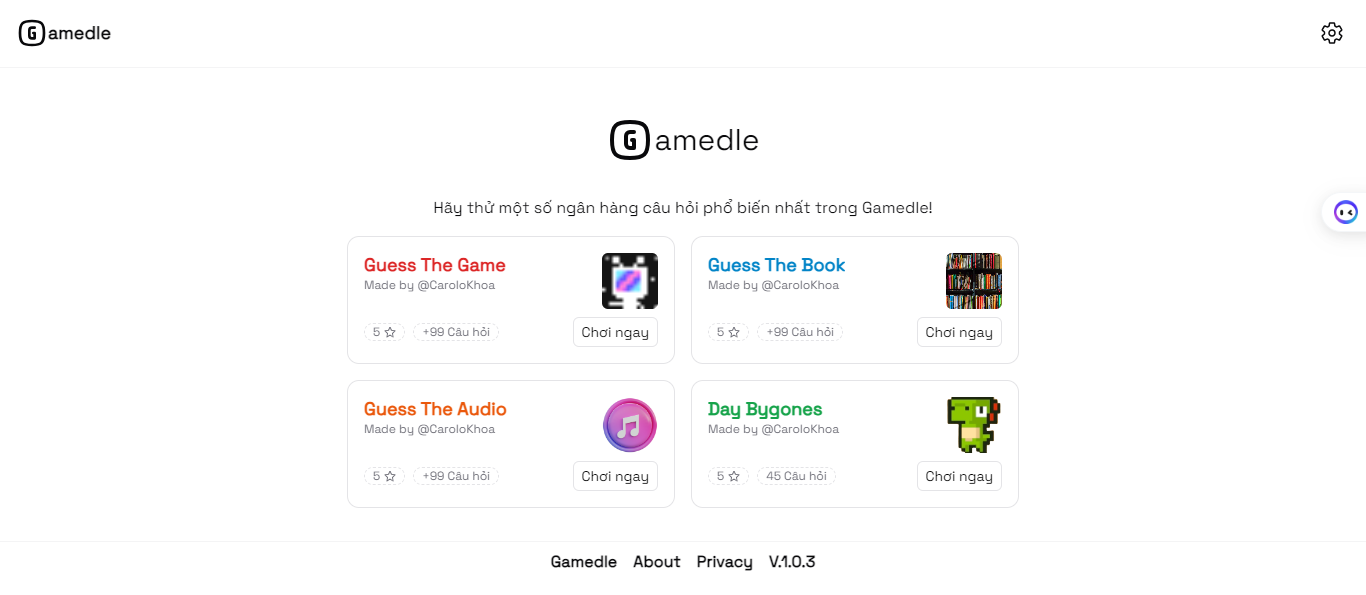 Gamedle
Gamedle
Hãy thử một số ngân hàng câu hỏi phổ biến nhất trong Gamedle!
Guess The Game
Made by @CaroloKhoa
5
+99 Câu hỏi
Chơi ngay
Guess The Book
Made by @CaroloKhoa
5
+99 Câu hỏi
Chơi ngay
Guess The Audio
Made by @CaroloKhoa
5
+99 Câu hỏi
Chơi ngay
Day Bygones
Made by @CaroloKhoa
5
45 Câu hỏi
Chơi ngay
Gamedle About Privacy V.1.0.3